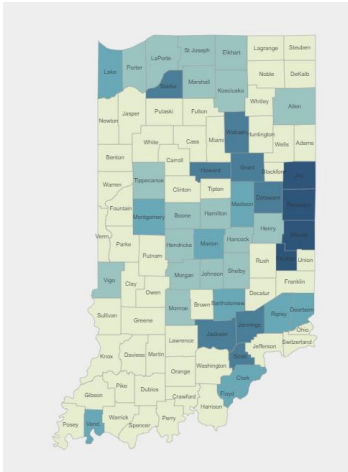 Lake
Porter
LaPorte
St Joseph
Elkhart
Lagrange
Steuben
Starke
Marshall
Kosciusko
Noble
DeKalb
Newton
Jasper
Pulaski
Fulton
Whitley
Allen
White
Cass
Miami
Wabash
Huntington
Wells
Adams
Benton
Carroll
Howard
Grant
Blackford
Jay
Warren
Tippecanoe
Clinton
Tipton
Madison
Delaware
Randolph
Fountain
Montgomery
Boone
Hamilton
Henry
Wayne
Verm
Parke
Putnam
Hendricks
Marion
Hancock
Rush
Fayette
Union
Vigo
Clay
Owen
Morgan
Johnson
Shelby
Decatur
Franklin
Sullivan
Greene
Monroe
Brown
Bartholomew
Ripley
Dearborn
Ohio
Knox
Daviess
Martin
Lawrence
Jackson
Jennings
Jefferson
Switzerland
Orange
Washington
Scott
Clark
Floyd
Gibson
Pike
Dubois
Crawford
Harrison
Posey
Vand
Warrick
Spencer
Perry